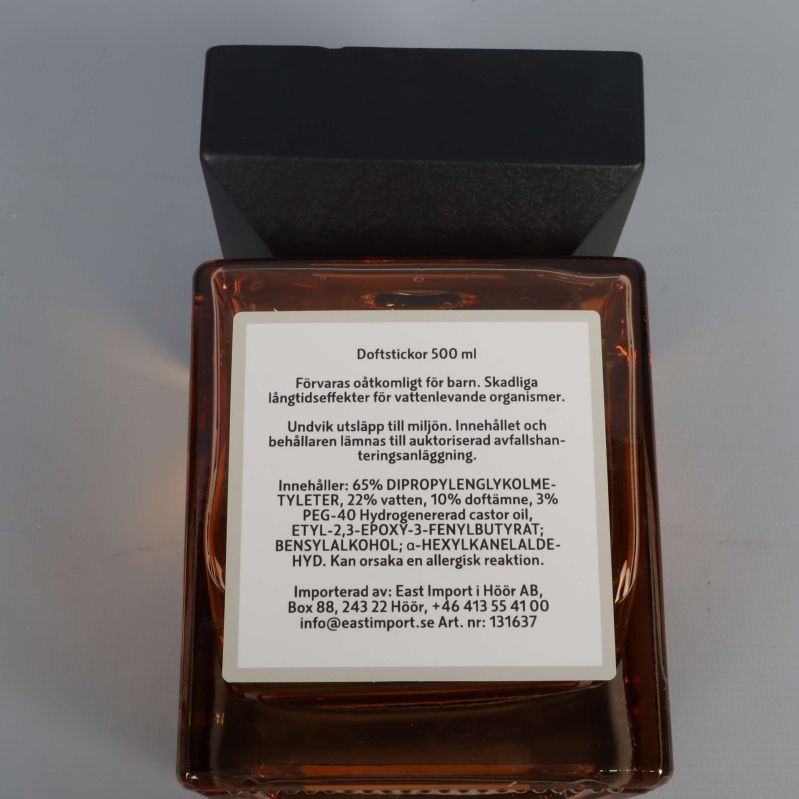 Doftstickor 500 ml
Förvaras oåtkomligt för barn. Skadliga
långtidseffekter för vattenlevande organismer.
Undvik utsläpp till miljön. Innehållet och
behållaren lämnas till auktoriserad avfallshan-
teringsanläggning.
Innehåller: 65% DIPROPYLENGLYKOLME-
TYLETER, 22% vatten, 10% doftämne, 3%
PEG-40 Hydrogenererad castor oil,
ETYL-2,3-EPOXY-3-FENYLBUTYRAT;
BENSYLALKOHOL; α-HEXYLKANELALDE-
HYD. Kan orsaka en allergisk reaktion.
Importerad av: East Import i Höör AB,
Box 88, 243 22 Höör, +46 413 55 41 00
info@eastimport.se Art. nr: 131637